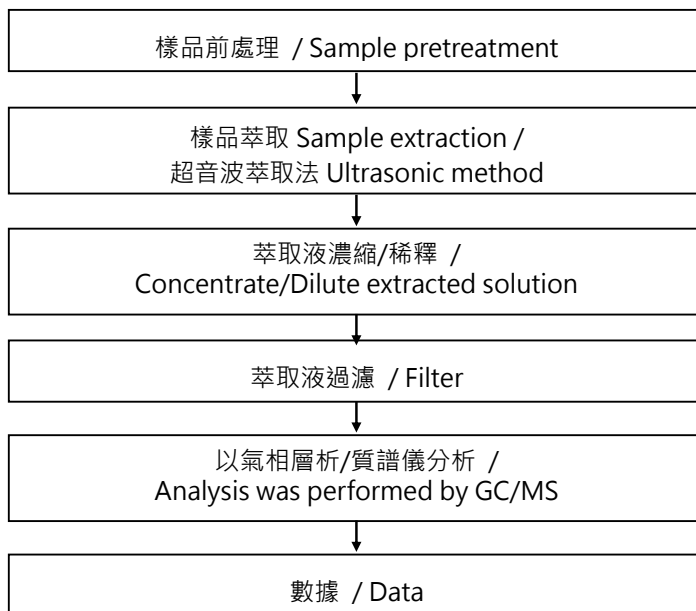 樣品前處理 / Sample pretreatment
樣品萃取 Sample extraction /
超音波萃取法 Ultrasonic method
萃取液濃縮/稀釋 /
Concentrate/Dilute extracted solution
萃取液過濾 / Filter
以氣相層析/質譜儀分析 /
Analysis was performed by GC/MS
數據 / Data